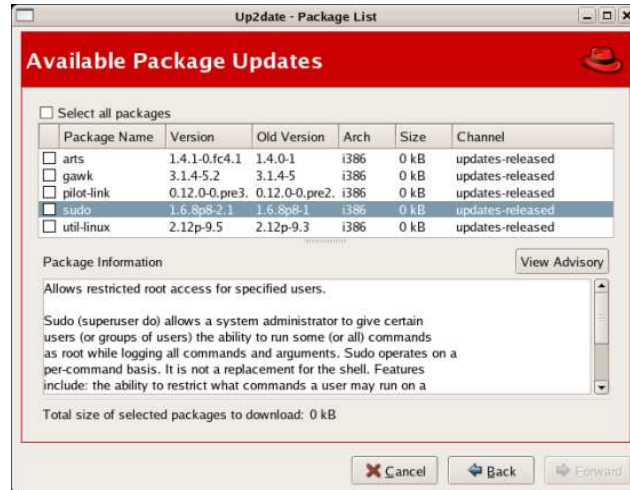 Up2date - Package List
Available Package Updates
Select all packages
Package Name Version Old Version Arch Size Channel
arts 1.4.1-0.fc4.1 1.4.0-1 i386 0 kB updates-released
gawk 3.1.4-5.2 3.1.4-5 i386 0 kB updates-released
pilot-link 0.12.0-0.pre3. 0.12.0-0.pre2. i386 0 kB updates-released
sudo 1.6.8p8-2.1 1.6.8p8-1 i386 0 kB updates-released
util-linux 2.12p-9.5 2.12p-9.3 i386 0 kB updates-released
Package Information View Advisory
Allows restricted root access for specified users.
Sudo (superuser do) allows a system administrator to give certain
users (or groups of users) the ability to run some (or all) commands
as root while logging all commands and arguments. Sudo operates on a
per-command basis. It is not a replacement for the shell. Features
include: the ability to restrict what commands a user may run on a
Total size of selected packages to download: 0 kB
Cancel Back Forward